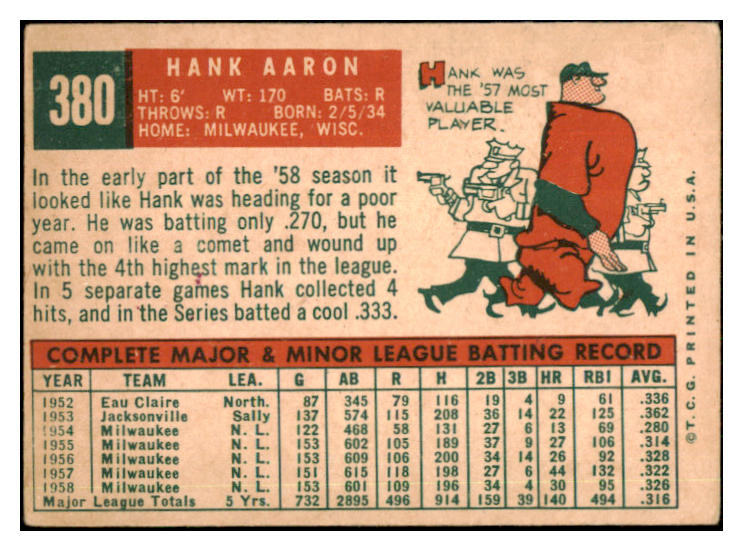 380
HANK AARON
HT: 6' WT: 170 BATS: R
THROWS: R BORN: 2/5/34
HOME: MILWAUKEE, WISC.
HANK WAS
THE '57 MOST
VALUABLE
PLAYER.
In the early part of the '58 season it
looked like Hank was heading for a poor
year. He was batting only .270, but he
came on like a comet and wound up
with the 4th highest mark in the league.
In 5 separate games Hank collected 4
hits, and in the Series batted a cool .333.
©T.C.G. PRINTED IN U.S.A.
COMPLETE MAJOR & MINOR LEAGUE BATTING RECORD
YEAR TEAM LEA. G AB R H 2B 3B HR RBI AVG.
1952 Eau Claire North. 87 345 79 116 19 4 9 61 .336
1953 Jacksonville Sally 137 574 115 208 36 14 22 125 .362
1954 Milwaukee N. L. 122 468 58 131 27 6 13 69 .280
1955 Milwaukee N. L. 153 602 105 189 37 9 27 106 .314
1956 Milwaukee N. L. 153 609 106 200 34 14 26 92 .328
1957 Milwaukee N. L. 151 615 118 198 27 6 44 132 .322
1958 Milwaukee N. L. 153 601 109 196 34 4 30 95 .326
Major League Totals 5 Yrs. 732 2895 496 914 159 39 140 494 .316